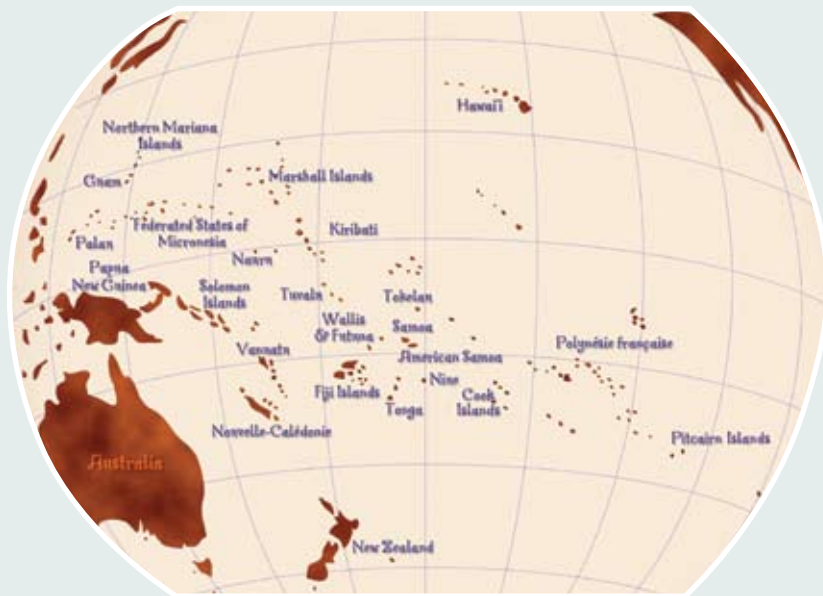 Hawai'i
Northern Mariana
Islands
Guam
Marshall Islands
Federated States of
Micronesia
Palau
Kiribati
Nauru
Papua
New Guinea
Solomon
Islands
Tuvalu
Tokelau
Wallis
& Futuna
Samoa
Vanuatu
Polynésie française
American Samoa
Fiji Islands
Niue
Cook
Islands
Tonga
Nouvelle-Calédonie
Pitcairn Islands
Australia
New Zealand